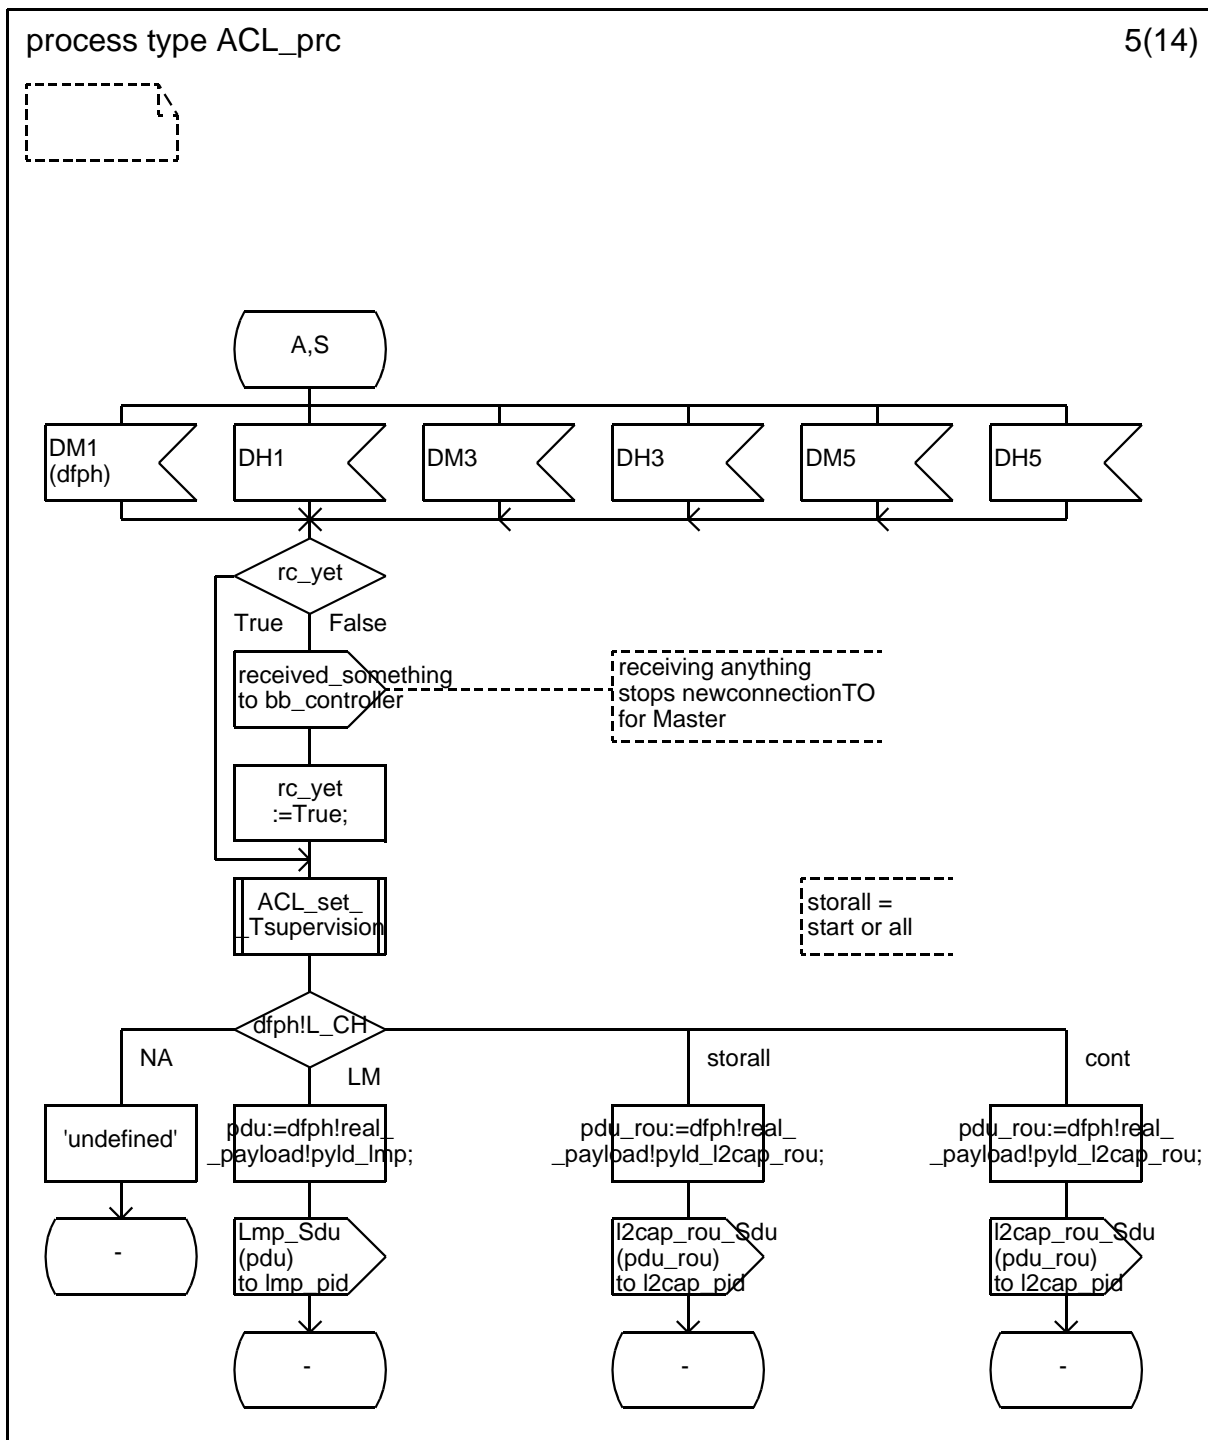 process type ACL_prc
5(14)
A,S
DM1
(dfph)
DH1
DM3
DH3
DM5
DH5
rc_yet
True
False
received_something
to bb_controller
receiving anything
stops newconnectionTO
for Master
rc_yet
:=True;
ACL_set_
_Tsupervision
storall =
start or all
dfph!L_CH
NA
LM
storall
cont
'undefined'
pdu:=dfph!real_
_payload!pyld_lmp;
pdu_rou:=dfph!real_
_payload!pyld_l2cap_rou;
pdu_rou:=dfph!real_
_payload!pyld_l2cap_rou;
-
Lmp_Sdu
(pdu)
to lmp_pid
l2cap_rou_Sdu
(pdu_rou)
to l2cap_pid
l2cap_rou_Sdu
(pdu_rou)
to l2cap_pid
-
-
-